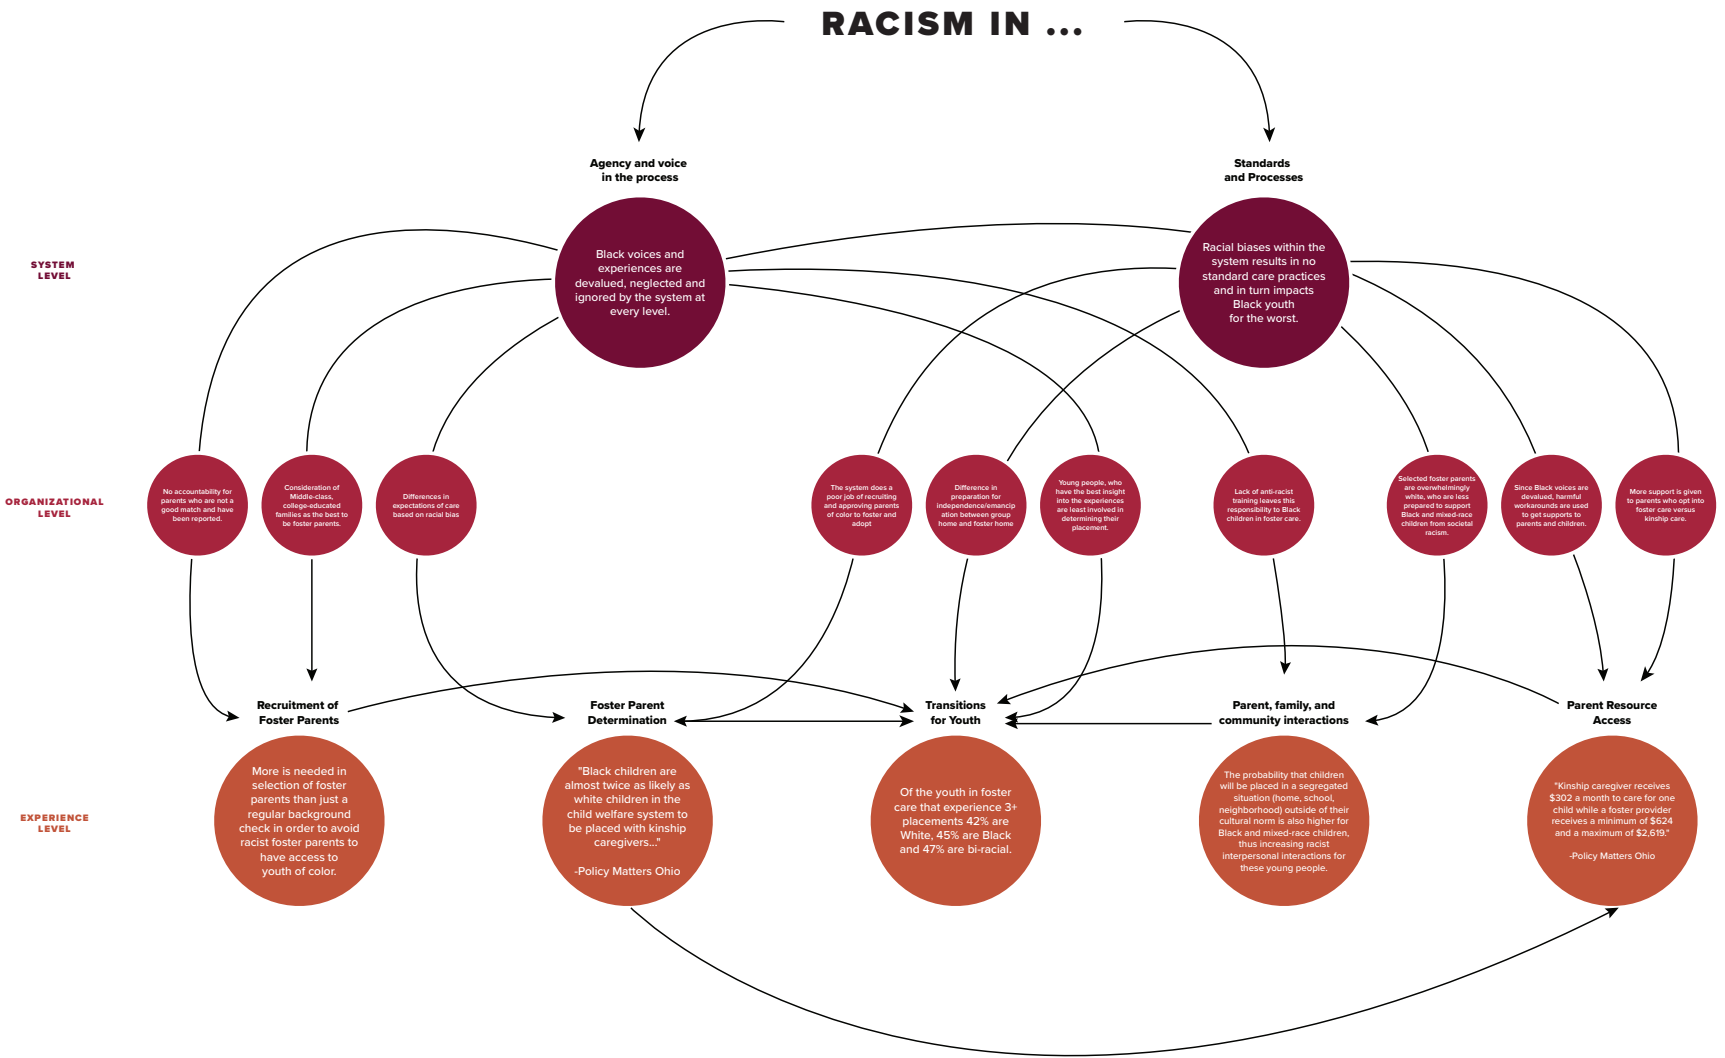 RACISM IN ...
Agency and voice
in the process
Standards
and Processes
SYSTEM
LEVEL
Black voices and
experiences are
devalued, neglected and
ignored by the system at
every level.
Racial biases within the
system results in no
standard care practices
and in turn impacts
Black youth
for the worst.
ORGANIZATIONAL
LEVEL
No accountability for
parents who are not a
good match and have
been reported.
Consideration of
Middle-class,
college-educated
families as the best to
be foster parents.
Differences in
expectations of care
based on racial bias
The system does a
poor job of recruiting
and approving parents
of color to foster and
adopt
Difference in
preparation for
independence/emancip
ation between group
home and foster home
Young people, who
have the best insight
into the experiences
are least involved in
determining their
placement.
Lack of anti-racist
training leaves this
responsibility to Black
children in foster care.
Selected foster parents
are overwhelmingly
white, who are less
prepared to support
Black and mixed-race
children from societal
racism.
Since Black voices are
devalued, harmful
workarounds are used
to get supports to
parents and children.
More support is given
to parents who opt into
foster care versus
kinship care.
Recruitment of
Foster Parents
Foster Parent
Determination
Transitions
for Youth
Parent, family, and
community interactions
Parent Resource
Access
EXPERIENCE
LEVEL
More is needed in
selection of foster
parents than just a
regular background
check in order to avoid
racist foster parents to
have access to
youth of color.
"Black children are
almost twice as likely as
white children in the
child welfare system to
be placed with kinship
caregivers..."
-Policy Matters Ohio
Of the youth in foster
care that experience 3+
placements 42% are
White, 45% are Black
and 47% are bi-racial.
The probability that children
will be placed in a segregated
situation (home, school,
neighborhood) outside of their
cultural norm is also higher for
Black and mixed-race children,
thus increasing racist
interpersonal interactions for
these young people.
"Kinship caregiver receives
$302 a month to care for one
child while a foster provider
receives a minimum of $624
and a maximum of $2,619."
-Policy Matters Ohio